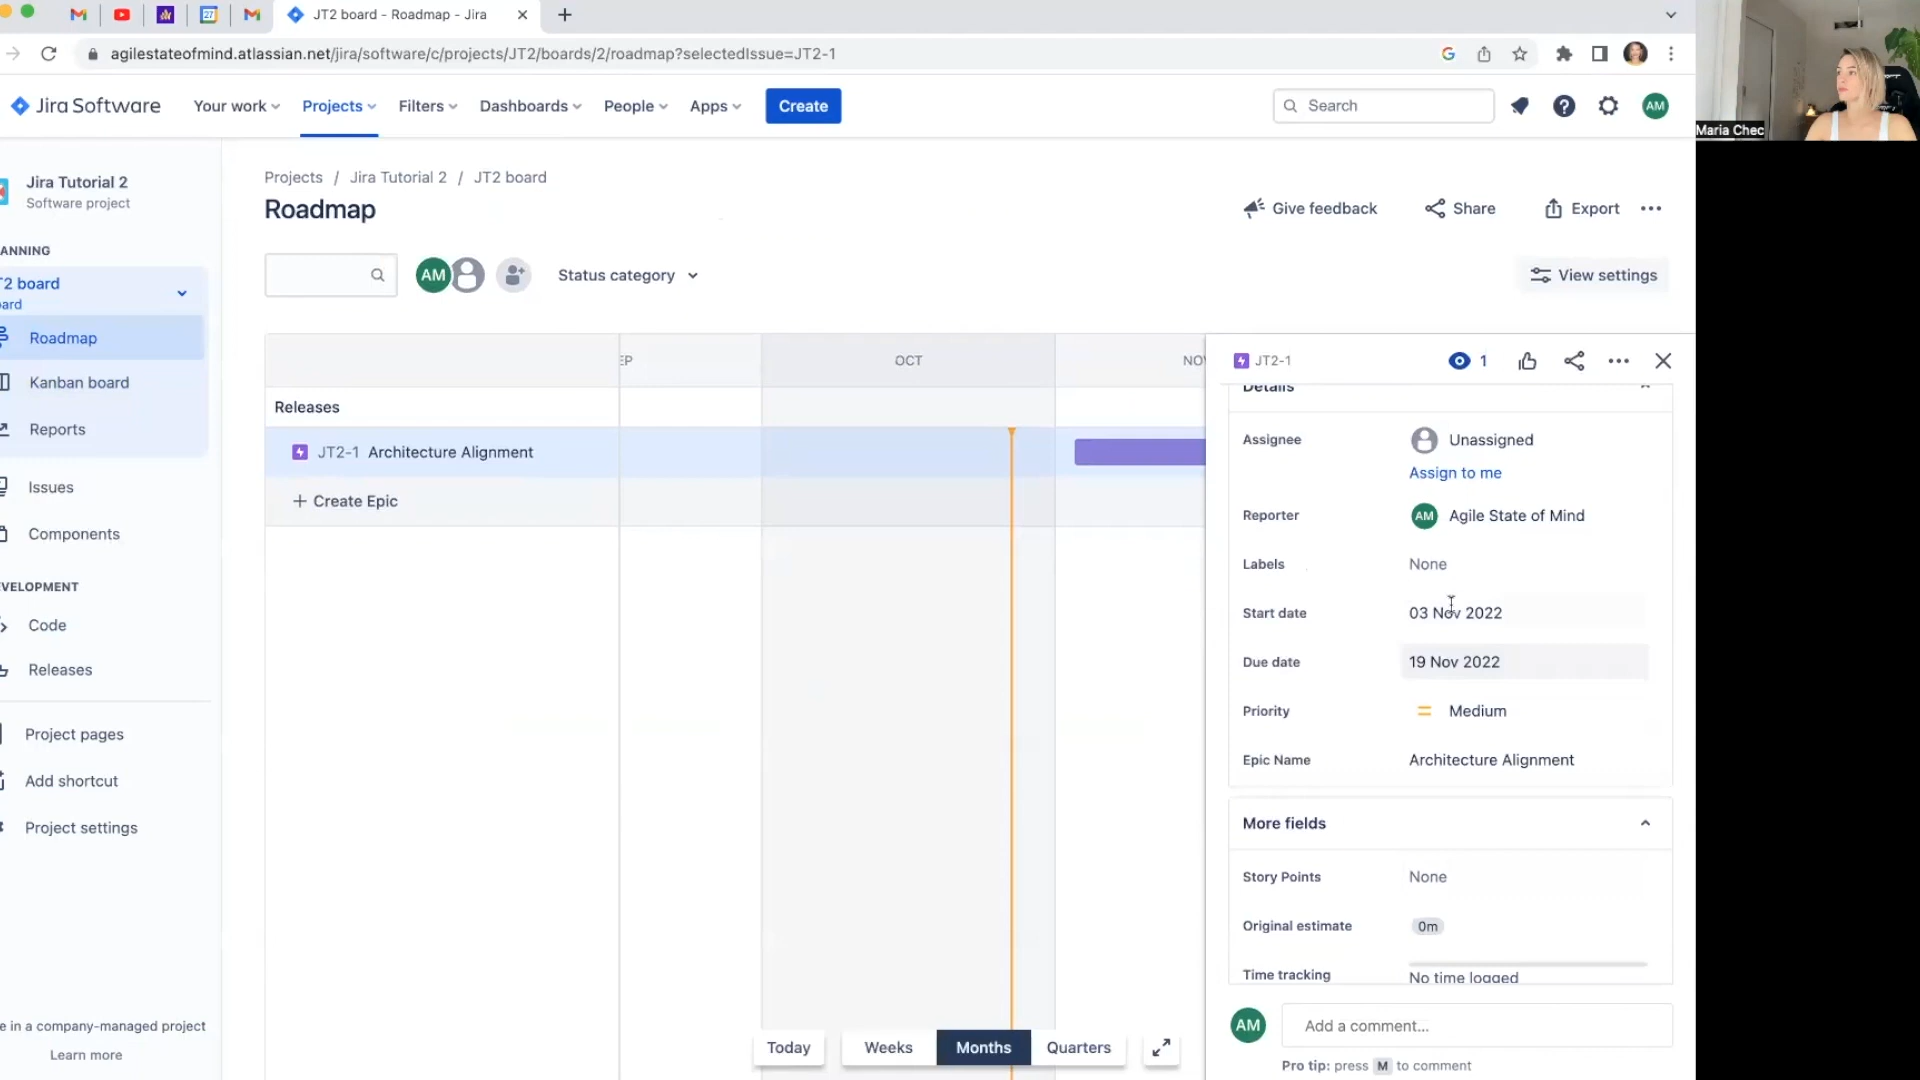 JT2 board - Roadmap - Jira
agilestateofmind.atlassian.net/jira/software/c/projects/JT2/boards/2/roadmap?selectedIssue=JT2-1
Jira Software Your work Projects Filters Dashboards People Apps Create Search AM
Maria Chec
Jira Tutorial 2
Software project
ANNING
T2 board
ard
Roadmap
Kanban board
Reports
Issues
Components
VELOPMENT
Code
Releases
Project pages
Add shortcut
Project settings
e in a company-managed project
Learn more
Projects / Jira Tutorial 2 / JT2 board
Roadmap
Give feedback Share Export
AM Status category View settings
EP OCT NOV
Releases
JT2-1 Architecture Alignment
+ Create Epic
Today Weeks Months Quarters
JT2-1 1
Details
Assignee Unassigned
Assign to me
Reporter AM Agile State of Mind
Labels None
Start date 03 Nov 2022
Due date 19 Nov 2022
Priority Medium
Epic Name Architecture Alignment
More fields
Story Points None
Original estimate 0m
Time tracking No time logged
AM Add a comment...
Pro tip: press M to comment